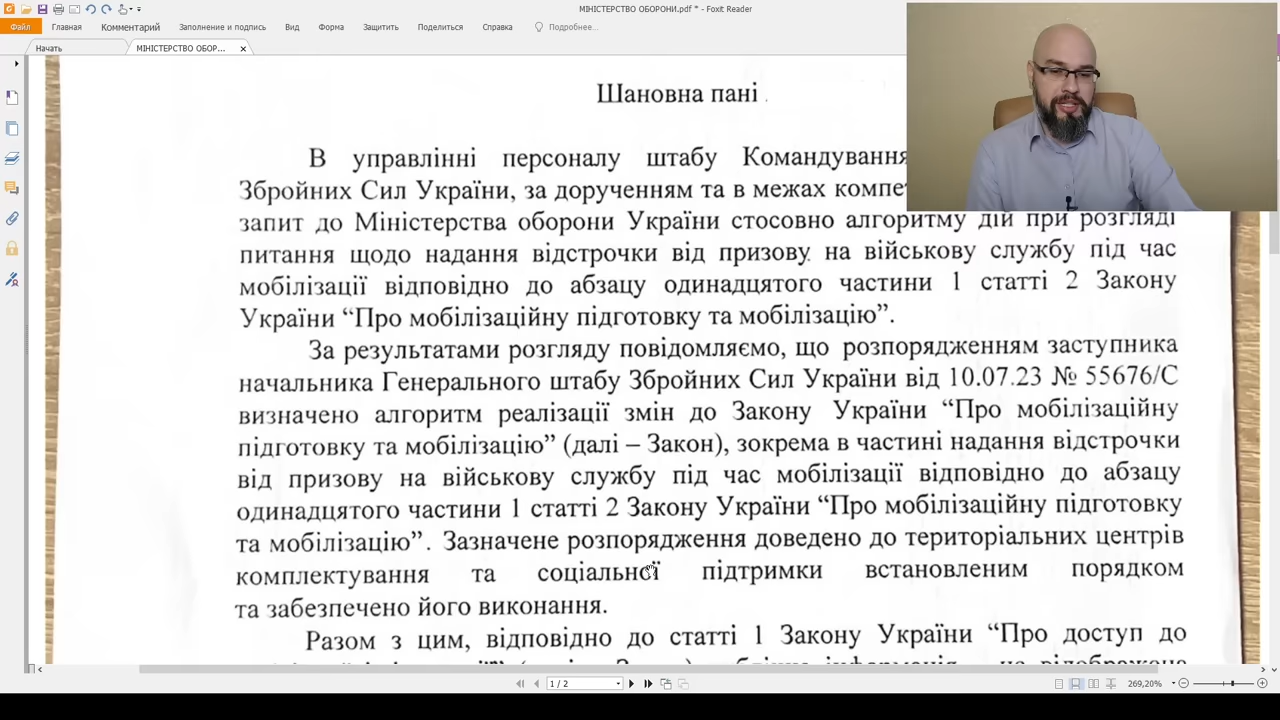 МІНІСТЕРСТВО ОБОРОНИ.pdf * - Foxit Reader
Файл Главная Комментарий Заполнение и подпись Вид Форма Защитить Поделиться Справка Подробнее...
Начать МІНІСТЕРСТВО ОБОР...
Шановна пані
В управлінні персоналу штабу Командування
Збройних Сил України, за дорученням та в межах
запит до Міністерства оборони України стосовно алгоритму дій при розгляді
питання щодо надання відстрочки від призову на військову службу під час
мобілізації відповідно до абзацу одинадцятого частини 1 статті 2 Закону
України “Про мобілізаційну підготовку та мобілізацію”.
За результатами розгляду повідомляємо, що розпорядженням заступника
начальника Генерального штабу Збройних Сил України від 10.07.23 № 55676/С
визначено алгоритм реалізації змін до Закону України “Про мобілізаційну
підготовку та мобілізацію” (далі – Закон), зокрема в частині надання відстрочки
від призову на військову службу під час мобілізації відповідно до абзацу
одинадцятого частини 1 статті 2 Закону України “Про мобілізаційну підготовку
та мобілізацію”. Зазначене розпорядження доведено до територіальних центрів
комплектування та соціальної підтримки встановленим порядком
та забезпечено його виконання.
Разом з цим, відповідно до статті 1 Закону України “Про доступ до
1 / 2 269,20%